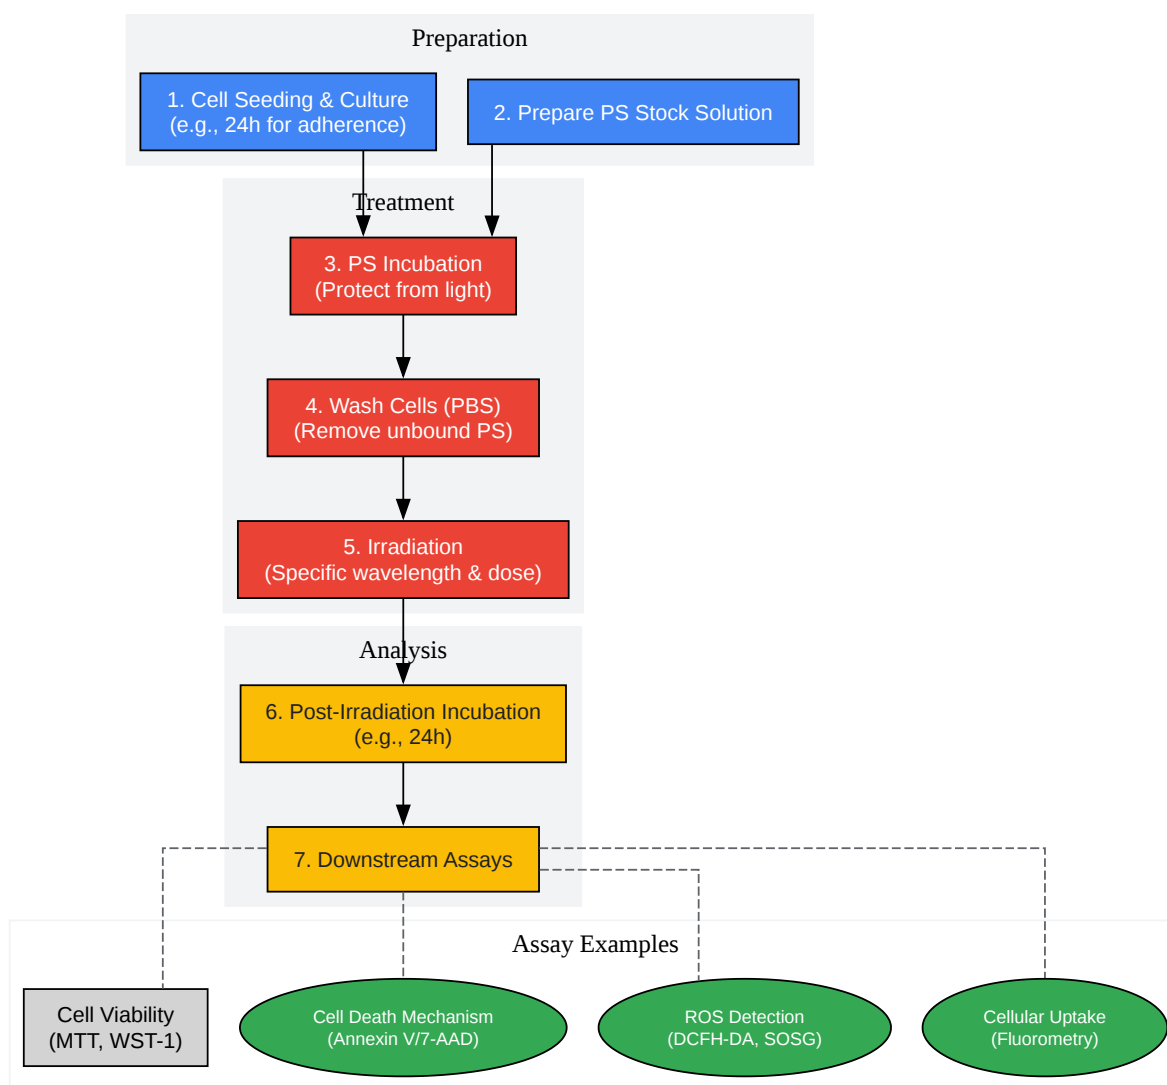 Preparation
1. Cell Seeding & Culture
(e.g., 24h for adherence)
2. Prepare PS Stock Solution
Treatment
3. PS Incubation
(Protect from light)
4. Wash Cells (PBS)
(Remove unbound PS)
5. Irradiation
(Specific wavelength & dose)
Analysis
6. Post-Irradiation Incubation
(e.g., 24h)
7. Downstream Assays
Assay Examples
Cell Viability
(MTT, WST-1)
Cell Death Mechanism
(Annexin V/7-AAD)
ROS Detection
(DCFH-DA, SOSG)
Cellular Uptake
(Fluorometry)